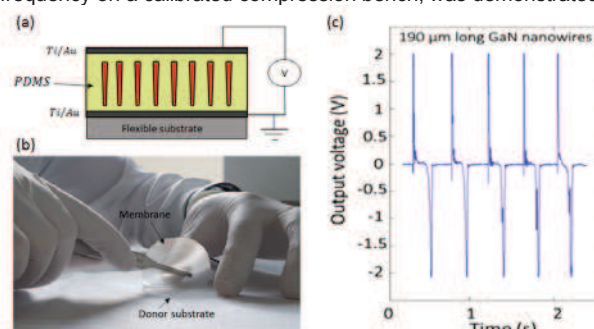 frequency on a calibrated compression bench, was demonstrated
(a)
Ti/Au
PDMS
Ti/Au
V
Flexible substrate
(b)
Membrane
Donor substrate
(c)
190 μm long GaN nanowires
Output voltage (V)
2
1.5
1
0.5
0
-0.5
-1
-1.5
-2
0
1
2
Time (s)